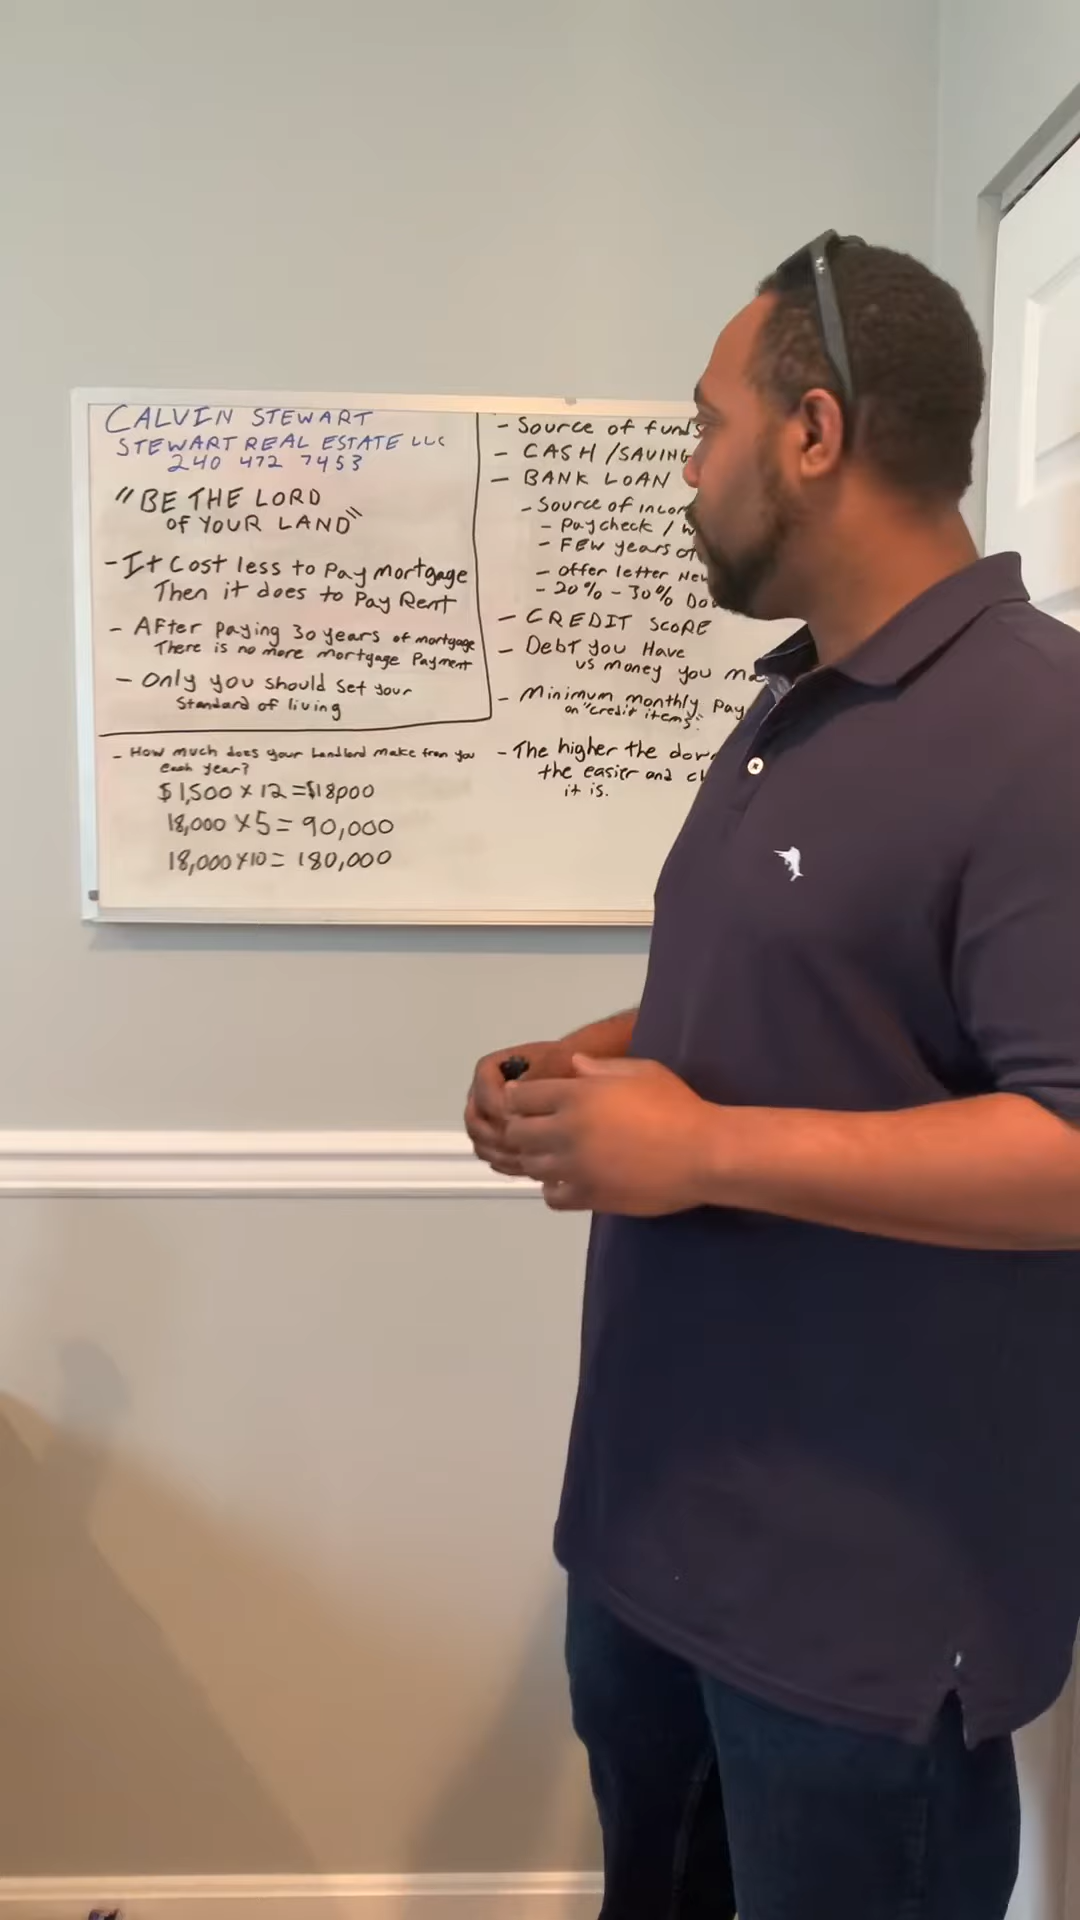 CALVIN STEWART
STEWART REAL ESTATE LLC
240 472 7453
"BE THE LORD
OF YOUR LAND"
- It Cost less to Pay mortgage
Then it does to Pay Rent
- After Paying 30 years of mortgage
There is no more mortgage Payment
- Only you should Set your
Standard of living
- How much does your Landlord make from you
each year?
$1,500 x 12 = $18,000
18,000 x 5 = 90,000
18,000 x 10 = 180,000
- Source of funds
- CASH / SAVING
- BANK LOAN
- Source of
- Paycheck /
- FEW years of
- Offer letter
- 20% - 30%
- CREDIT SCORE
- Debt you Have
vs money you
- Minimum monthly Pay
on "credit items".
- The higher the
the easier and
it is.